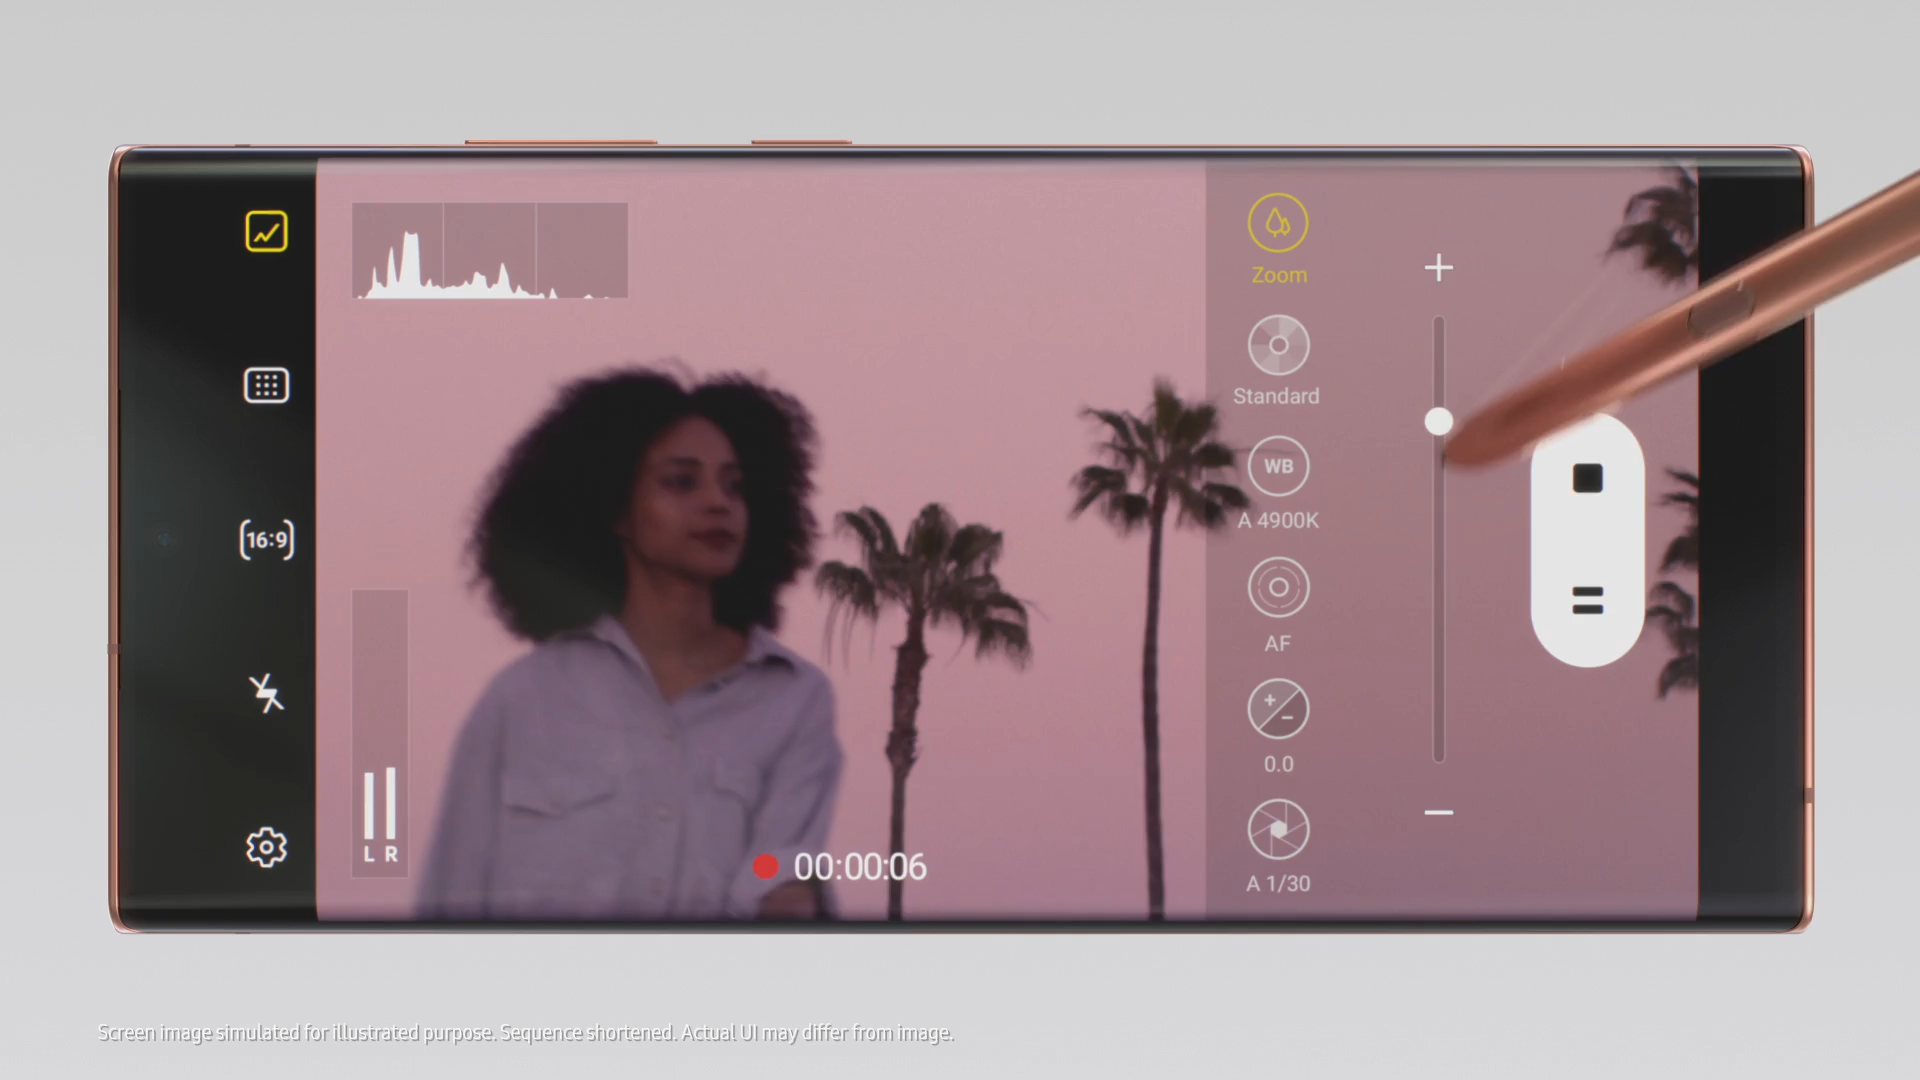 Zoom
Standard
WB
A 4900K
16:9
AF
0.0
L R
00:00:06
A 1/30
Screen image simulated for illustrated purpose. Sequence shortened. Actual UI may differ from image.